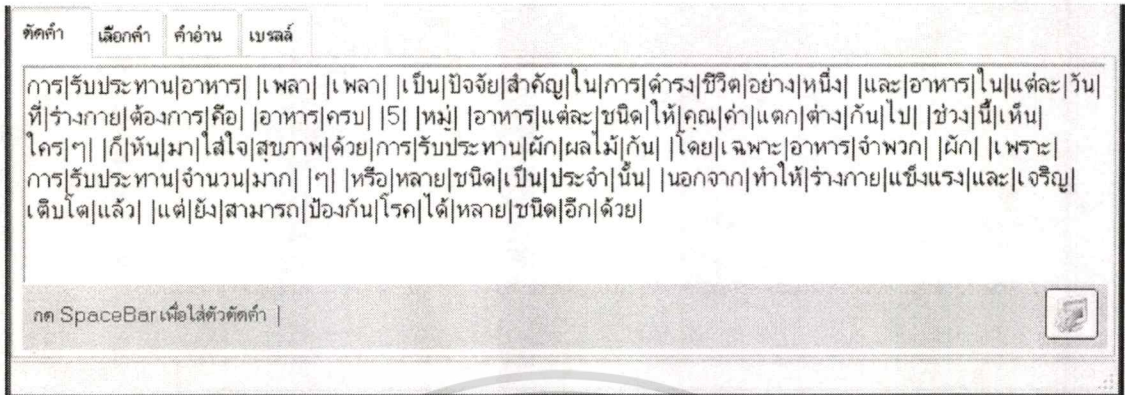 ตัดคำ เลือกคำ คำอ่าน เบรลล์
การ|รับประทาน|อาหาร| |เพลา| |เพลา| |เป็น|ปัจจัย|สำคัญ|ใน|การ|ดำรง|ชีวิต|อย่าง|หนึ่ง| |และ|อาหาร|ใน|แต่ละ|วัน|
ที่|ร่างกาย|ต้องการ|คือ| |อาหาร|ครบ| |5| |หมู่| |อาหาร|แต่ละ|ชนิด|ให้|คุณ|ค่า|แตก|ต่าง|กัน|ไป| |ช่วง|นี้|เห็น|
ใคร|ๆ| |ก็|หัน|มา|ใส่ใจ|สุขภาพ|ด้วย|การ|รับประทาน|ผัก|ผลไม้|กัน| |โดย|เฉพาะ|อาหาร|จำพวก| |ผัก| |เพราะ|
การ|รับประทาน|จำนวน|มาก| |ๆ| |หรือ|หลาย|ชนิด|เป็น|ประจำ|นั้น| |นอกจาก|ทำให้|ร่างกาย|แข็งแรง|และ|เจริญ|
เติบโต|แล้ว| |แต่|ยัง|สามารถ|ป้องกัน|โรค|ได้|หลาย|ชนิด|อีก|ด้วย|
กด SpaceBar เพื่อใส่ตัวตัดคำ |